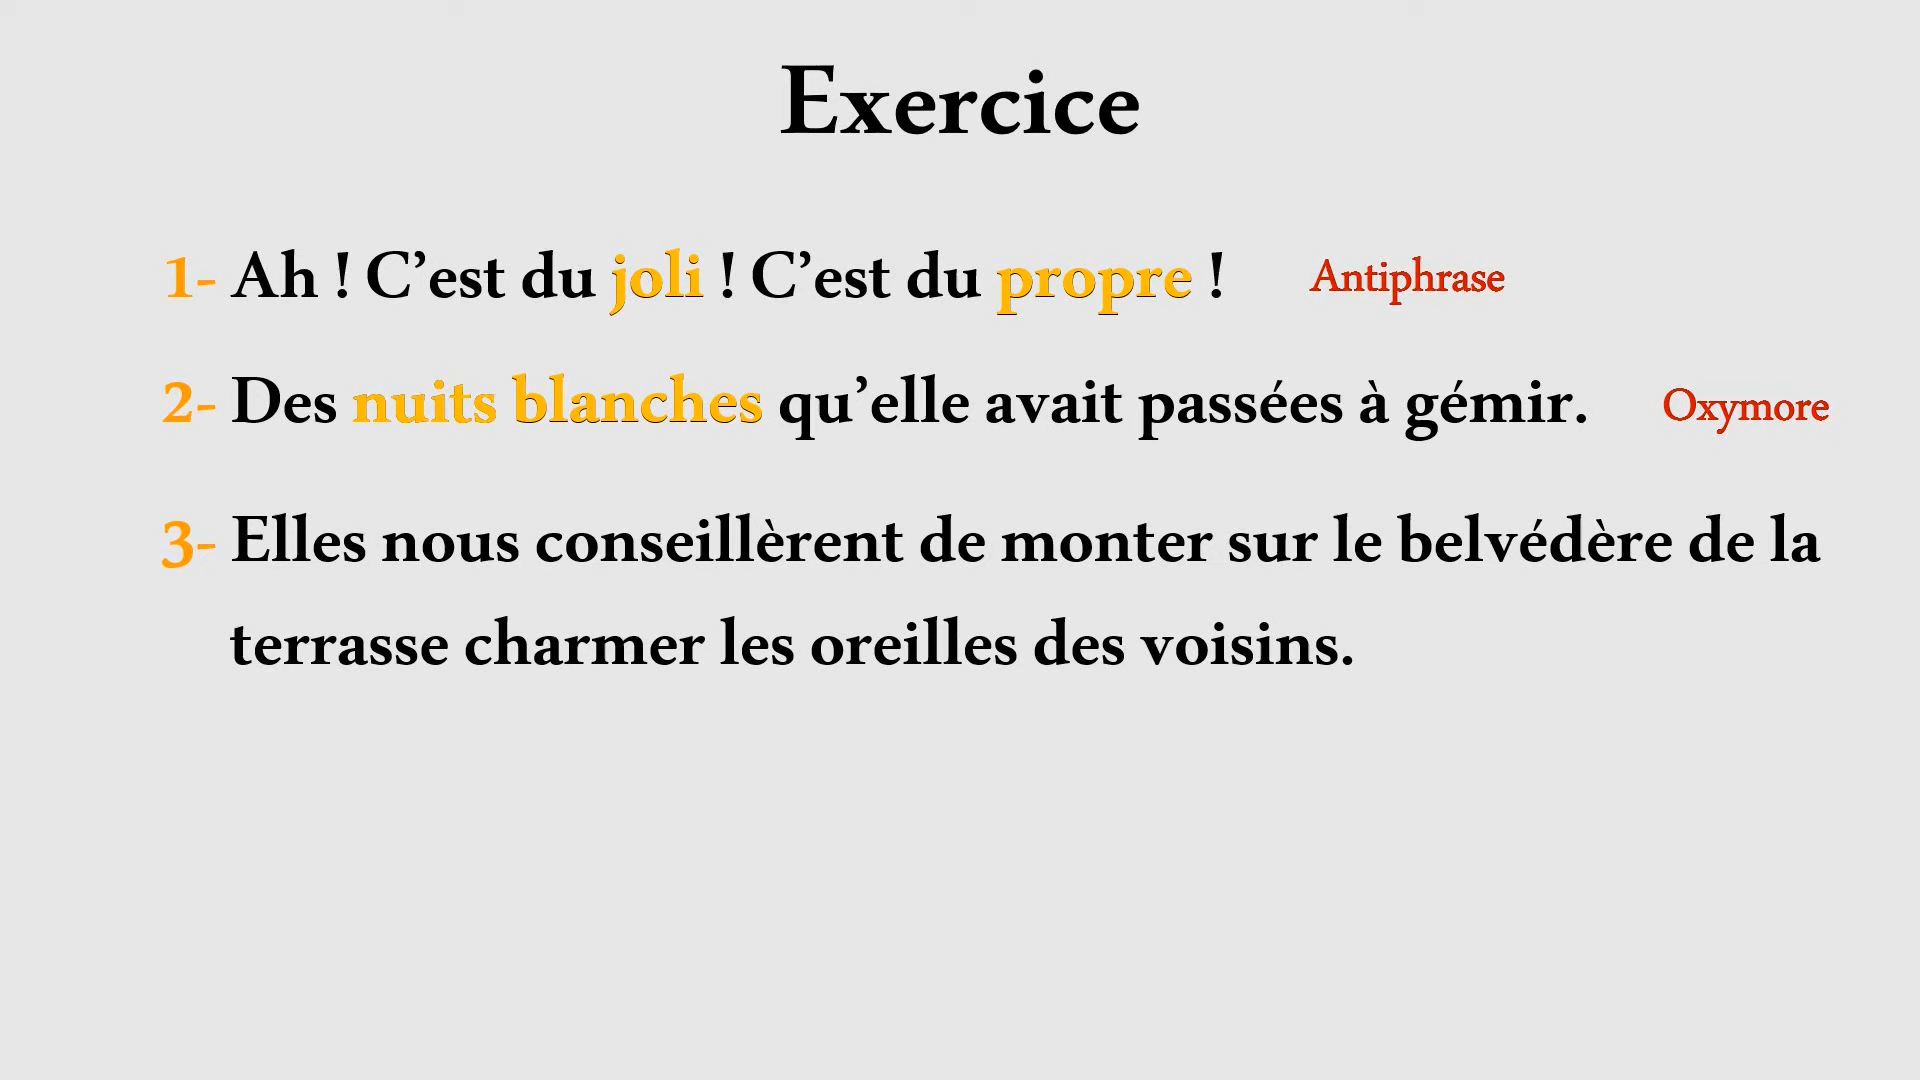 Exercice
1- Ah ! C’est du joli ! C’est du propre ! Antiphrase
2- Des nuits blanches qu’elle avait passées à gémir. Oxymore
3- Elles nous conseillèrent de monter sur le belvédère de la
terrasse charmer les oreilles des voisins.